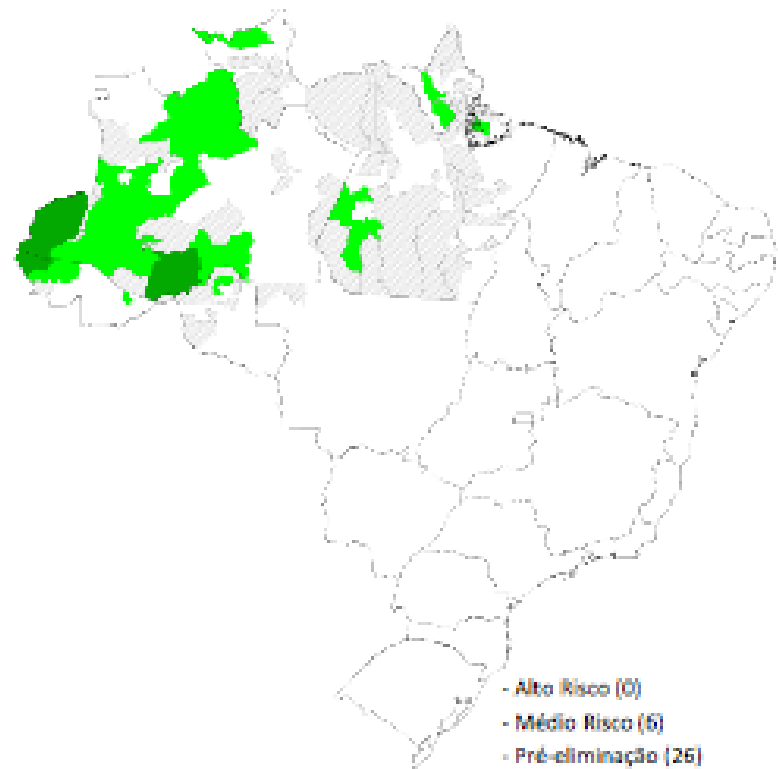 - Alto Risco (0)
- Médio Risco (6)
- Pré-eliminação (26)